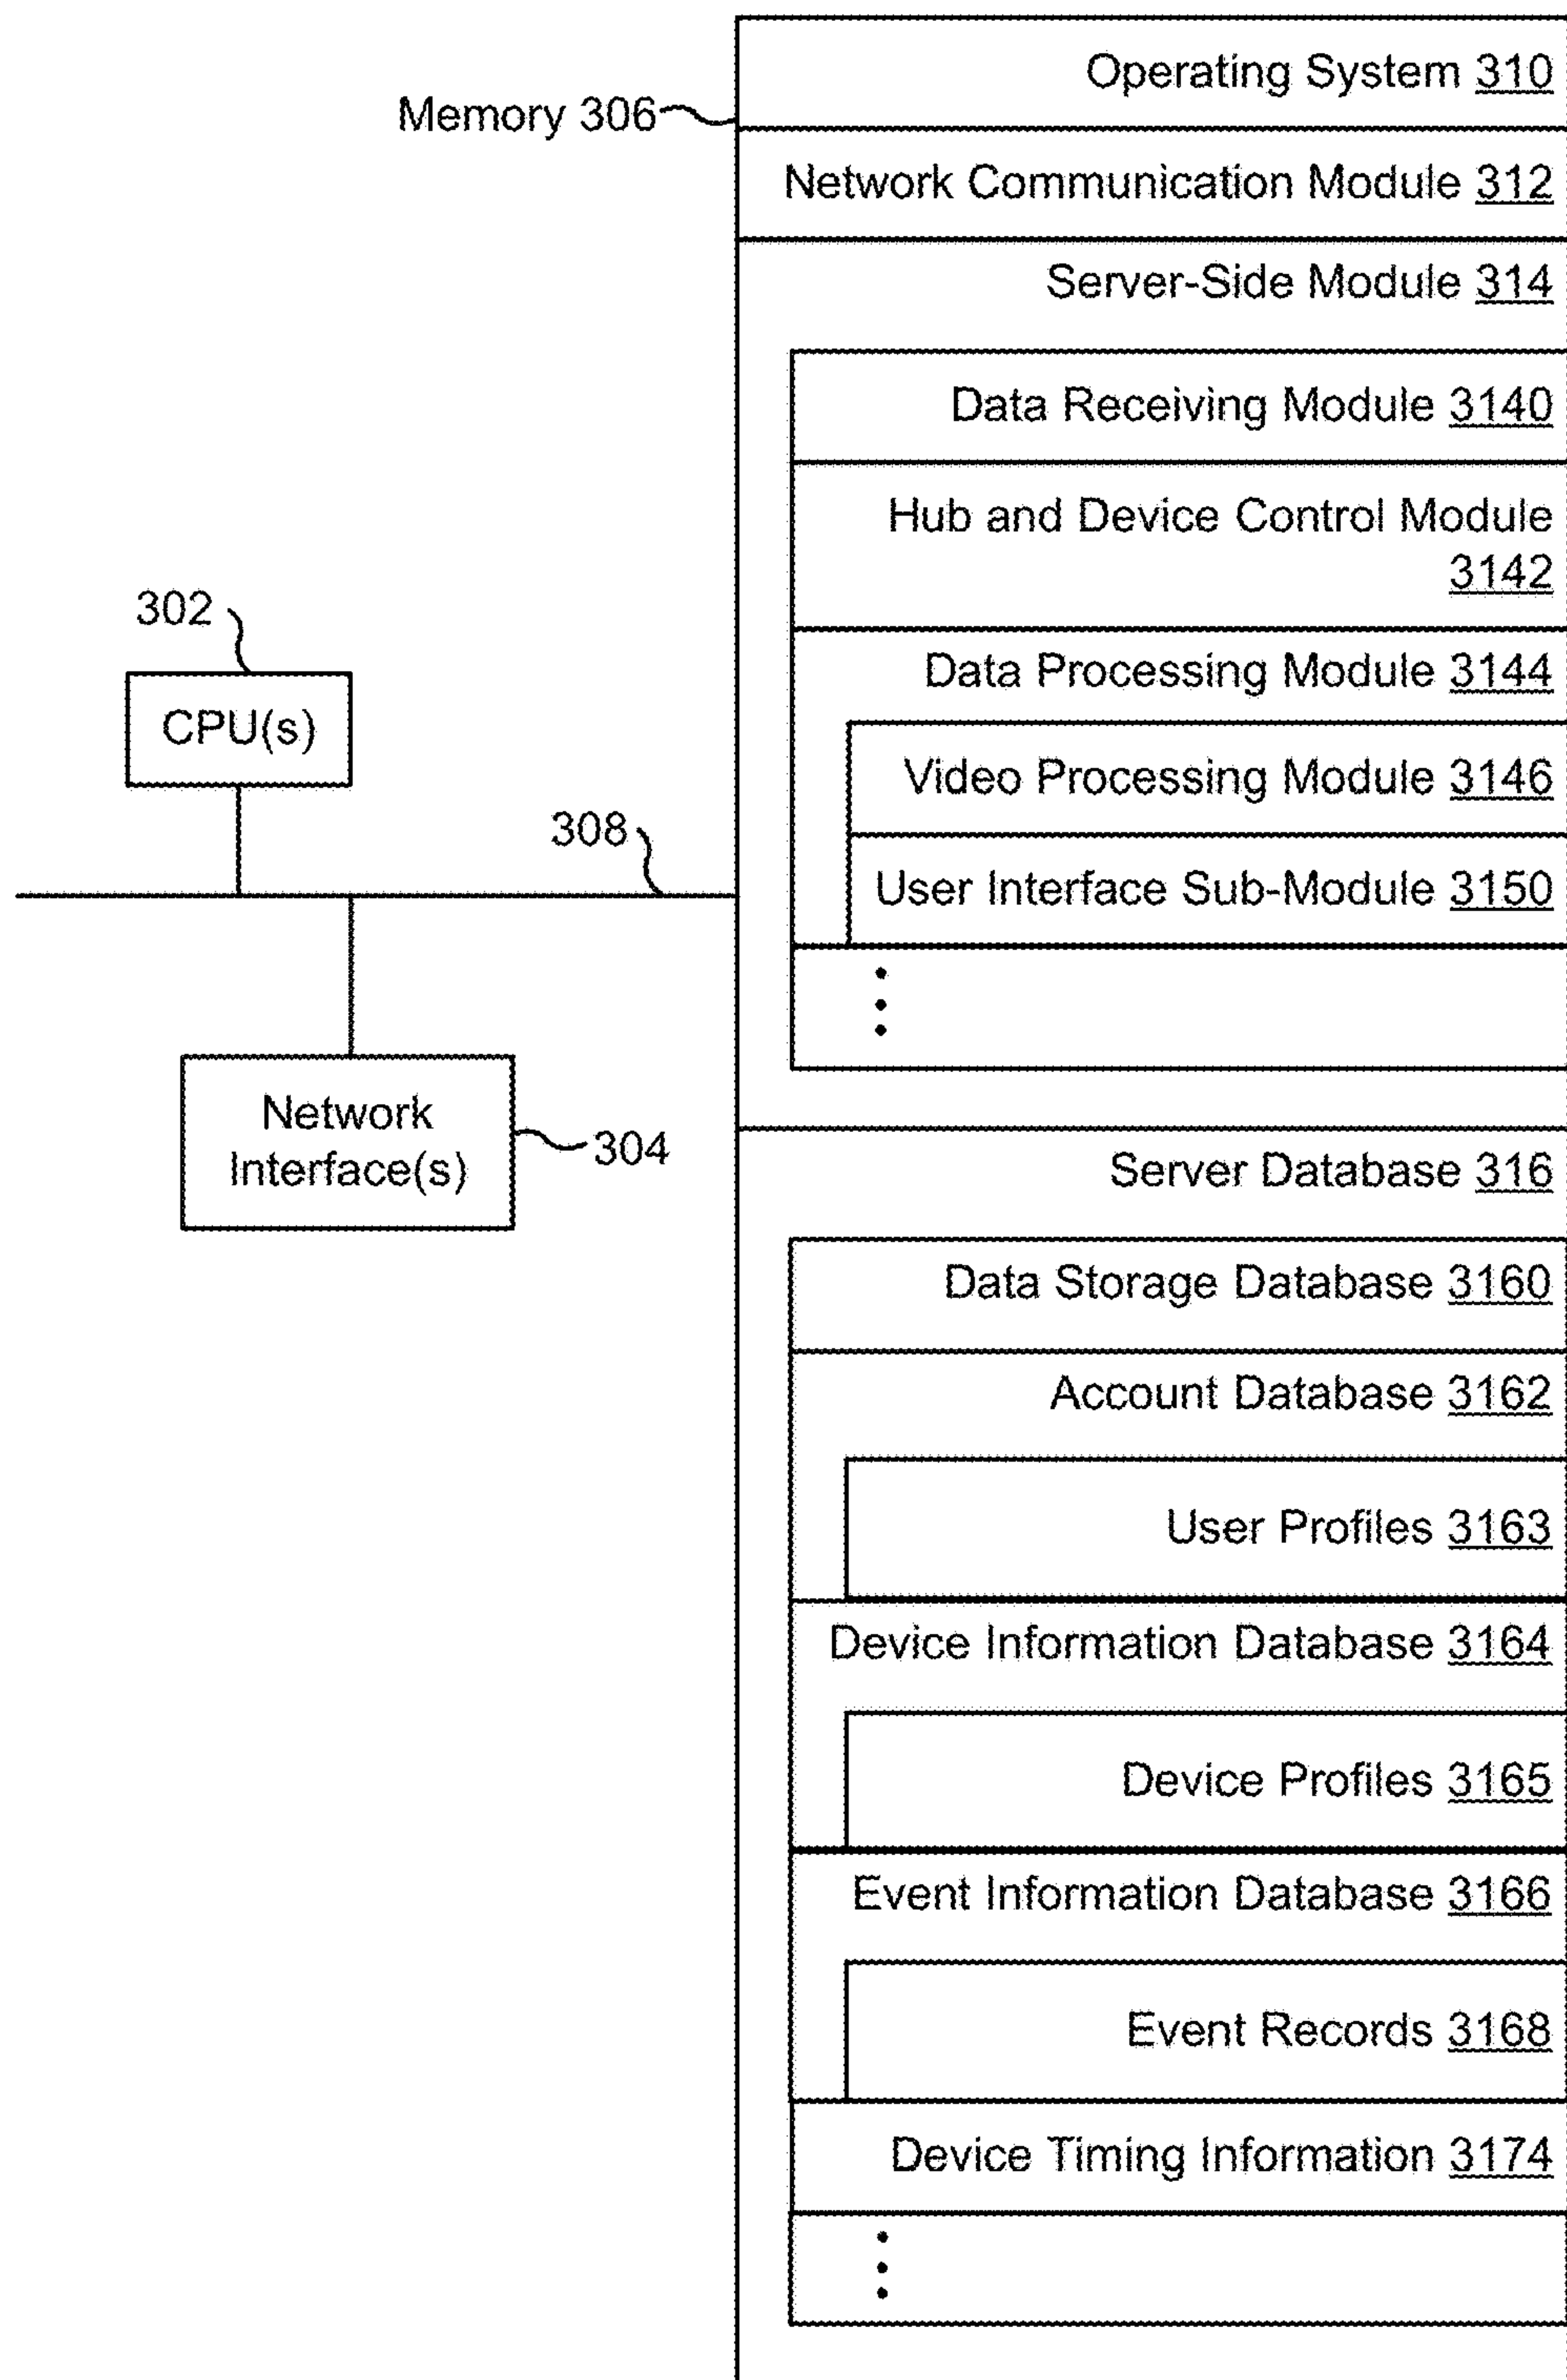 Operating System 310
Memory 306
Network Communication Module 312
Server-Side Module 314
Data Receiving Module 3140
Hub and Device Control Module
3142
302
CPU(s)
Data Processing Module 3144
Video Processing Module 3146
308
User Interface Sub-Module 3150
Network
Interface(s)
304
Server Database 316
Data Storage Database 3160
Account Database 3162
User Profiles 3163
Device Information Database 3164
Device Profiles 3165
Event Information Database 3166
Event Records 3168
Device Timing Information 3174